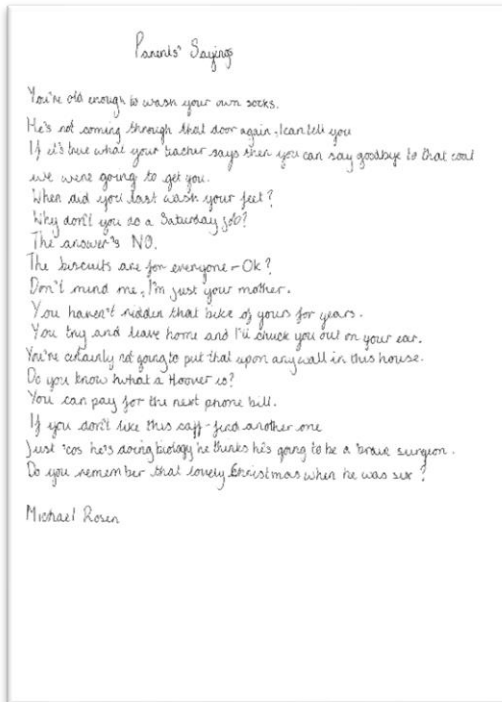 Parents' Sayings
You're old enough to wash your own socks.
He's not coming through that door again, I can tell you
If it's true what your teacher says then you can say goodbye to that coat
we were going to get you.
When did you last wash your feet?
Why don't you do a Saturday job?
The answer's NO.
The biscuits are for everyone - Ok?
Don't mind me, I'm just your mother.
You haven't ridden that bike of yours for years.
You try and leave home and I'll chuck you out on your ear.
You're certainly not going to put that up on any wall in this house.
Do you know what a Hoover is?
You can pay for the next phone bill.
If you don't like this caff - find another one
Just 'cos he's doing biology he thinks he's going to be a brain surgeon.
Do you remember that lovely Christmas when he was six?
Michael Rosen